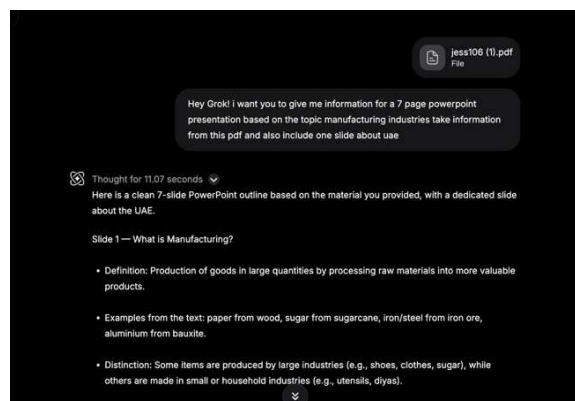 jess106 (1).pdf
File
Hey Grok! i want you to give me information for a 7 page powerpoint
presentation based on the topic manufacturing industries take information
from this pdf and also include one slide about uae
Thought for 11.07 seconds
Here is a clean 7-slide PowerPoint outline based on the material you provided, with a dedicated slide
about the UAE.
Slide 1 — What is Manufacturing?
• Definition: Production of goods in large quantities by processing raw materials into more valuable
products.
• Examples from the text: paper from wood, sugar from sugarcane, iron/steel from iron ore,
aluminium from bauxite.
• Distinction: Some items are produced by large industries (e.g., shoes, clothes, sugar), while
others are made in small or household industries (e.g., utensils, diyas).